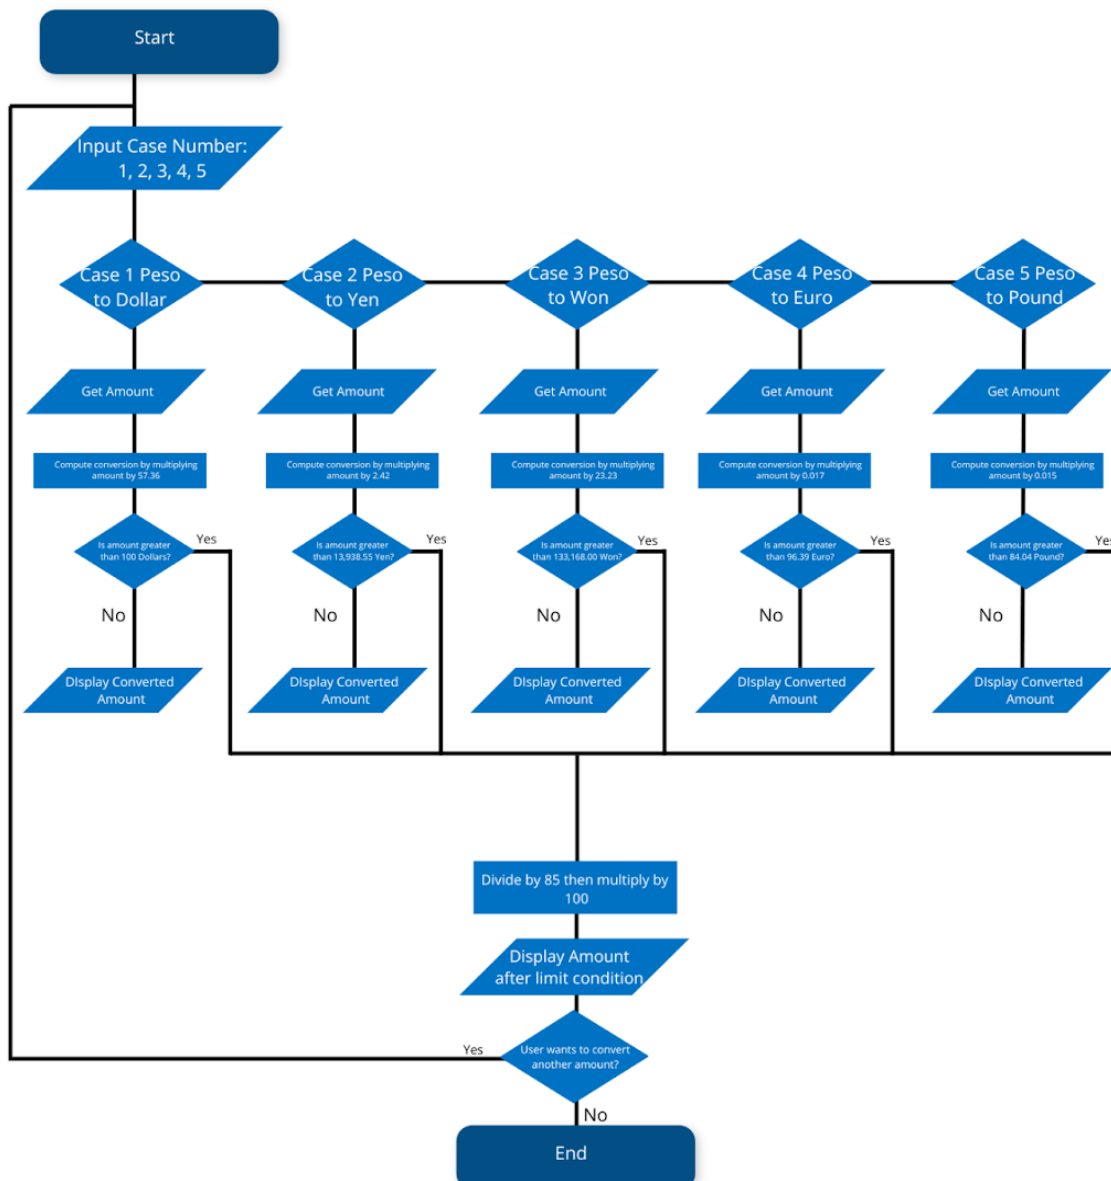 Start
Input Case Number:
1, 2, 3, 4, 5
Case 1 Peso
to Dollar
Case 2 Peso
to Yen
Case 3 Peso
to Won
Case 4 Peso
to Euro
Case 5 Peso
to Pound
Get Amount
Get Amount
Get Amount
Get Amount
Get Amount
Compute conversion by multiplying
amount by 57.36
Compute conversion by multiplying
amount by 2.42
Compute conversion by multiplying
amount by 23.23
Compute conversion by multiplying
amount by 0.017
Compute conversion by multiplying
amount by 0.015
Is amount greater
than 100 Dollars?
Yes
Is amount greater
than 13,938.55 Yen?
Yes
Is amount greater
than 133,168.00 Won?
Yes
Is amount greater
than 96.39 Euro?
Yes
Is amount greater
than 84.04 Pound?
Yes
No
No
No
No
No
DIsplay Converted
Amount
DIsplay Converted
Amount
DIsplay Converted
Amount
DIsplay Converted
Amount
DIsplay Converted
Amount
Divide by 85 then multiply by
100
Display Amount
after limit condition
Yes
User wants to convert
another amount?
No
End